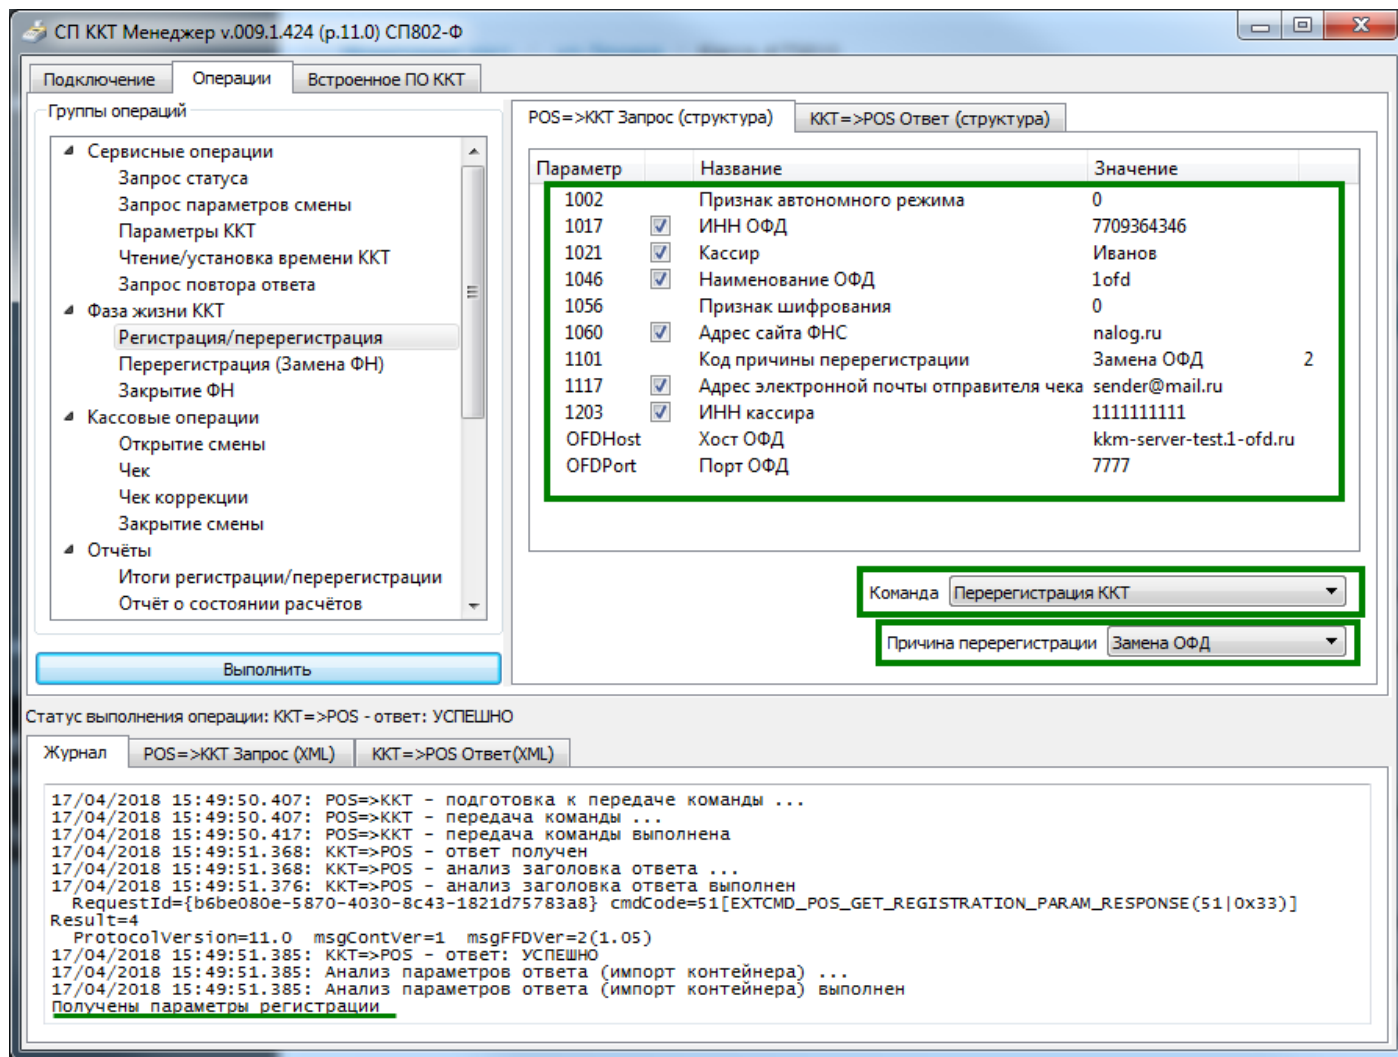 СП ККТ Менеджер v.009.1.424 (р.11.0) СП802-Ф
Подключение Операции Встроенное ПО ККТ
Группы операций
Сервисные операции
Запрос статуса
Запрос параметров смены
Параметры ККТ
Чтение/установка времени ККТ
Запрос повтора ответа
Фаза жизни ККТ
Регистрация/перерегистрация
Перерегистрация (Замена ФН)
Закрытие ФН
Кассовые операции
Открытие смены
Чек
Чек коррекции
Закрытие смены
Отчёты
Итоги регистрации/перерегистрации
Отчёт о состоянии расчётов
Выполнить
POS=>ККТ Запрос (структура) ККТ=>POS Ответ (структура)
Параметр Название Значение
1002 Признак автономного режима 0
1017 ИНН ОФД 7709364346
1021 Кассир Иванов
1046 Наименование ОФД 1ofd
1056 Признак шифрования 0
1060 Адрес сайта ФНС nalog.ru
1101 Код причины перерегистрации Замена ОФД 2
1117 Адрес электронной почты отправителя чека sender@mail.ru
1203 ИНН кассира 1111111111
OFDHost Хост ОФД kkm-server-test.1-ofd.ru
OFDPort Порт ОФД 7777
Команда Перерегистрация ККТ
Причина перерегистрации Замена ОФД
Статус выполнения операции: ККТ=>POS - ответ: УСПЕШНО
Журнал POS=>ККТ Запрос (XML) ККТ=>POS Ответ(XML)
17/04/2018 15:49:50.407: POS=>ККТ - подготовка к передаче команды ...
17/04/2018 15:49:50.407: POS=>ККТ - передача команды ...
17/04/2018 15:49:50.417: POS=>ККТ - передача команды выполнена
17/04/2018 15:49:51.368: ККТ=>POS - ответ получен
17/04/2018 15:49:51.368: ККТ=>POS - анализ заголовка ответа ...
17/04/2018 15:49:51.376: ККТ=>POS - анализ заголовка ответа выполнен
RequestId={b6be080e-5870-4030-8c43-1821d75783a8} cmdCode=51[EXTCMD_POS_GET_REGISTRATION_PARAM_RESPONSE(51|0x33)]
Result=4
ProtocolVersion=11.0 msgContVer=1 msgFFDVer=2(1.05)
17/04/2018 15:49:51.385: ККТ=>POS - ответ: УСПЕШНО
17/04/2018 15:49:51.385: Анализ параметров ответа (импорт контейнера) ...
17/04/2018 15:49:51.385: Анализ параметров ответа (импорт контейнера) выполнен
Получены параметры регистрации